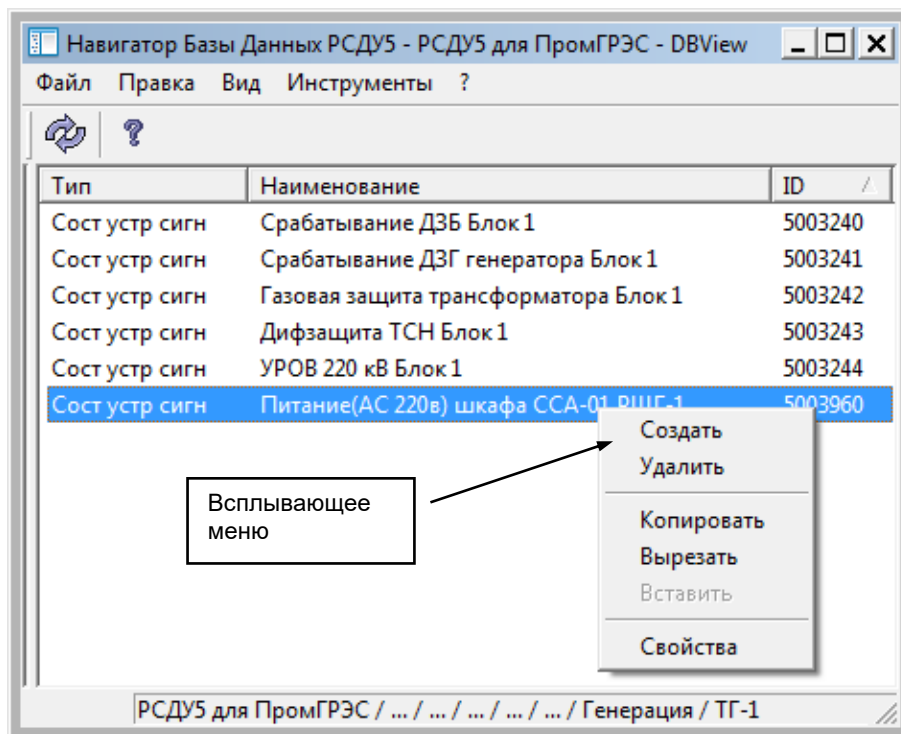 Навигатор Базы Данных РСДУ5 - РСДУ5 для ПромГРЭС - DBView
Файл Правка Вид Инструменты ?
Тип Наименование ID
Сост устр сигн Срабатывание ДЗБ Блок 1 5003240
Сост устр сигн Срабатывание ДЗГ генератора Блок 1 5003241
Сост устр сигн Газовая защита трансформатора Блок 1 5003242
Сост устр сигн Дифзащита ТСН Блок 1 5003243
Сост устр сигн УРОВ 220 кВ Блок 1 5003244
Сост устр сигн Питание(АС 220в) шкафа ССА-01 РЩГ-1 5003960
Создать
Удалить
Копировать
Вырезать
Вставить
Свойства
Всплывающее
меню
РСДУ5 для ПромГРЭС / ... / ... / ... / ... / ... / Генерация / ТГ-1